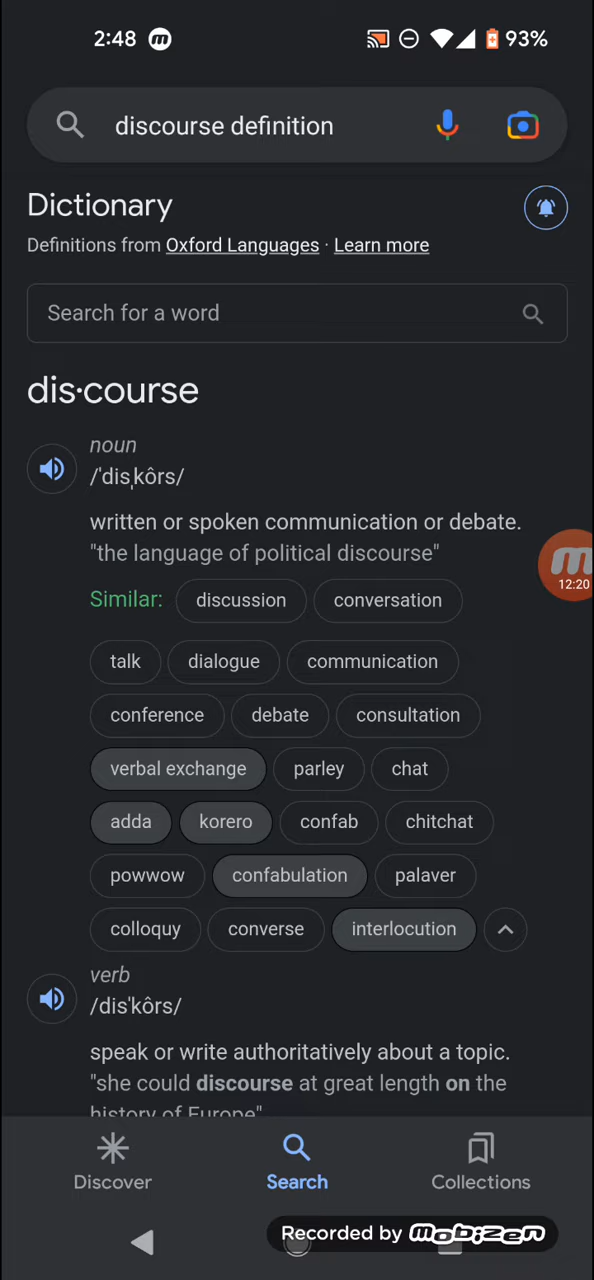 2:48 m 93%
discourse definition
Dictionary
Definitions from Oxford Languages · Learn more
Search for a word
dis·course
noun
/ˈdisˌkôrs/
written or spoken communication or debate.
"the language of political discourse"
m
12:20
Similar: discussion conversation
talk dialogue communication
conference debate consultation
verbal exchange parley chat
adda korero confab chitchat
powwow confabulation palaver
colloquy converse interlocution
verb
/disˈkôrs/
speak or write authoritatively about a topic.
"she could discourse at great length on the
history of Europe"
Discover Search Collections
Recorded by mobizen